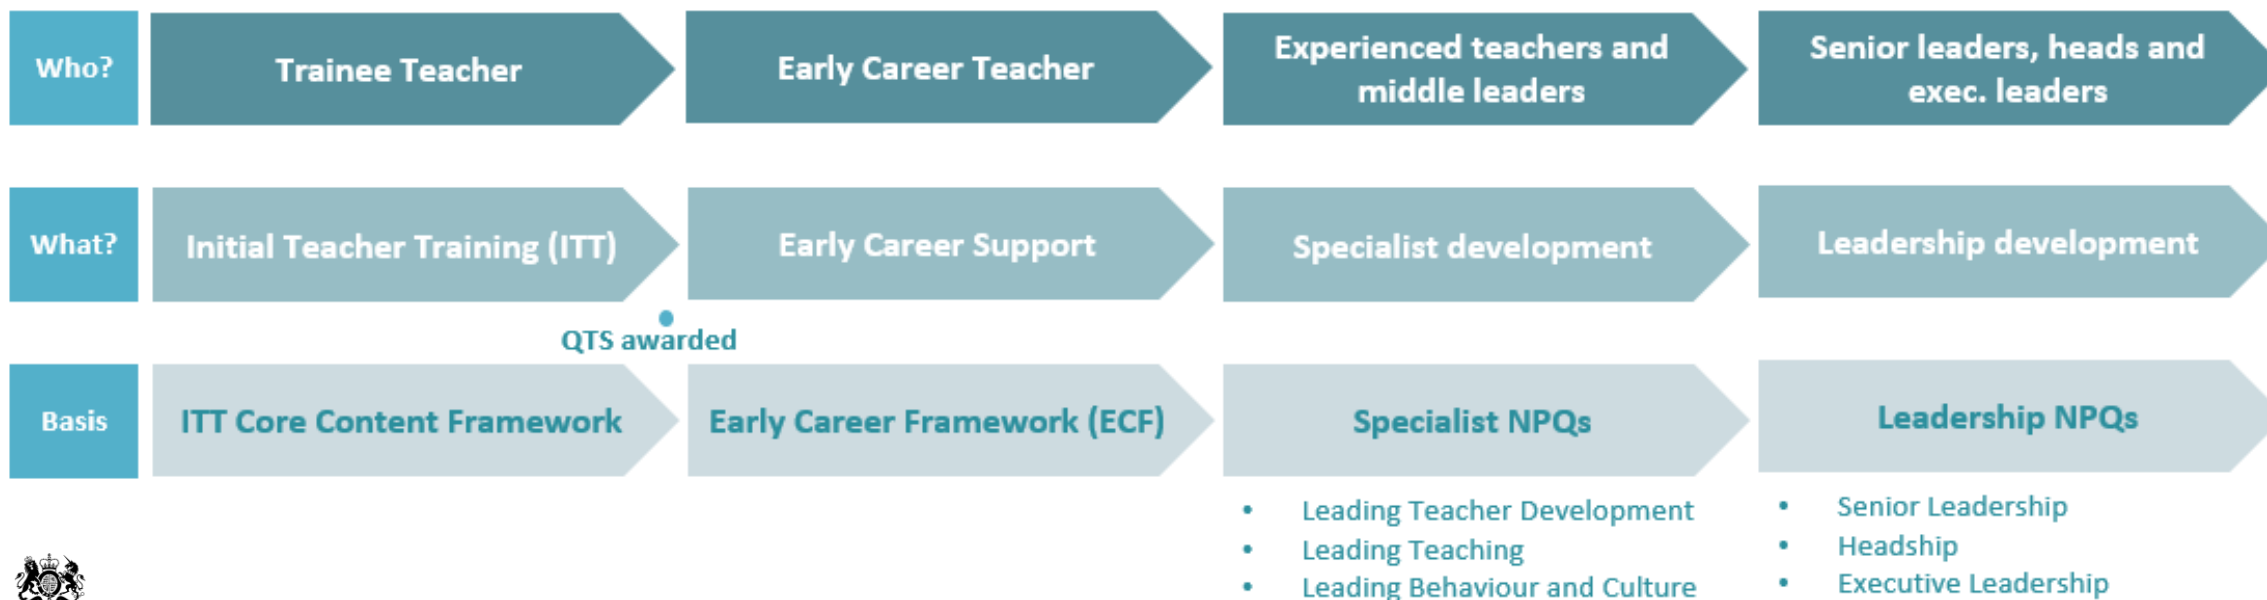 Who?
Trainee Teacher
Early Career Teacher
Experienced teachers and
middle leaders
Senior leaders, heads and
exec. leaders
What?
Initial Teacher Training (ITT)
Early Career Support
Specialist development
Leadership development
QTS awarded
Basis
ITT Core Content Framework
Early Career Framework (ECF)
Specialist NPQs
Leadership NPQs
• Leading Teacher Development
• Leading Teaching
• Leading Behaviour and Culture
• Senior Leadership
• Headship
• Executive Leadership